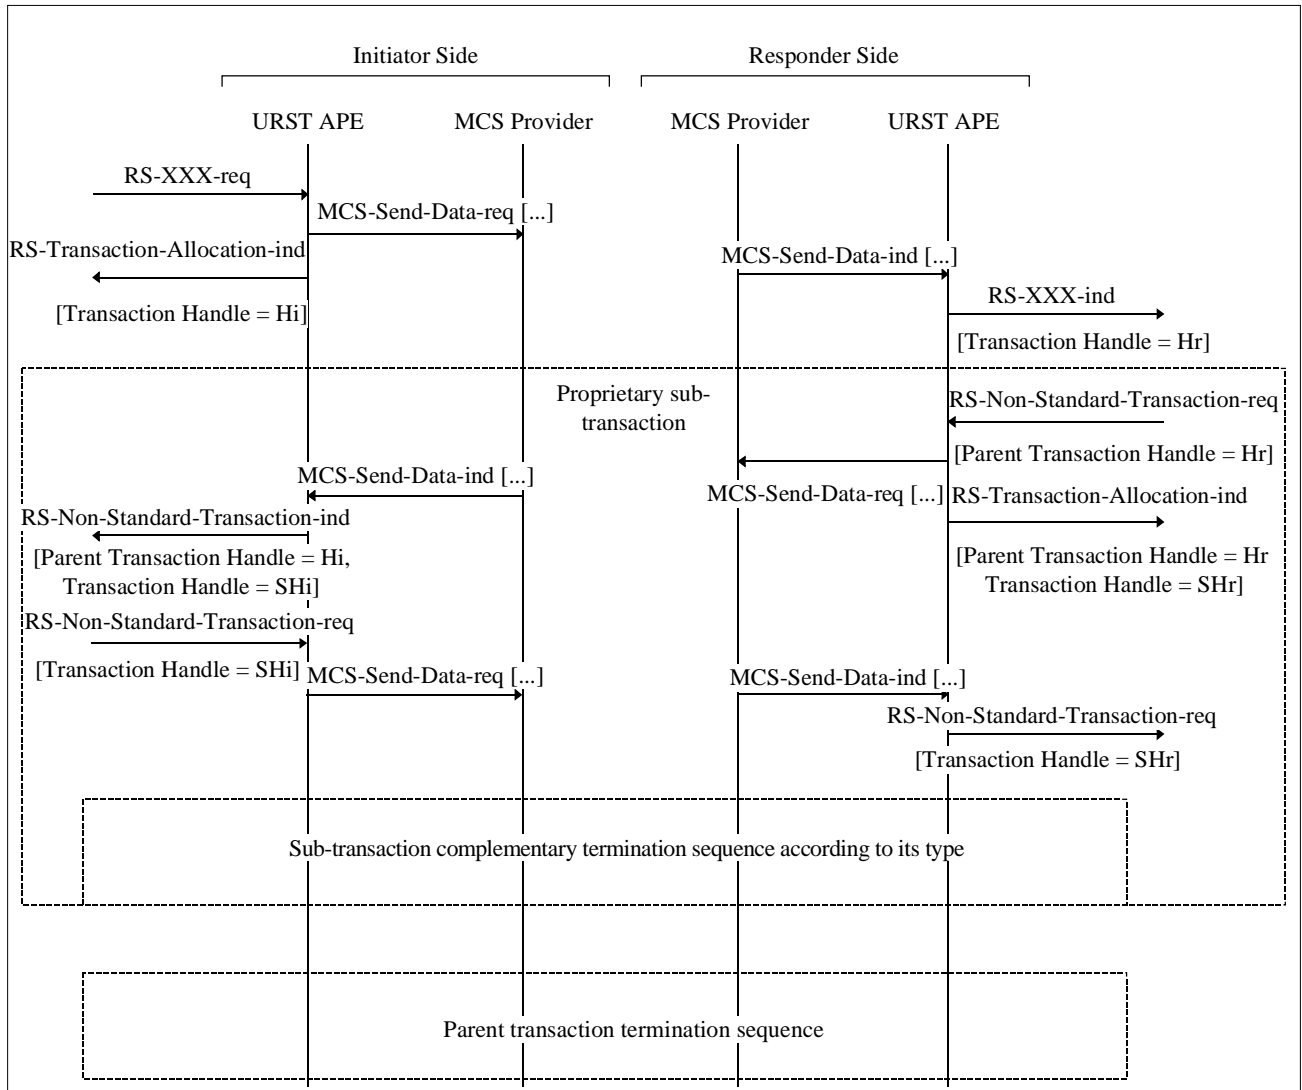 Initiator Side
Responder Side
URST APE
MCS Provider
MCS Provider
URST APE
RS-XXX-req
MCS-Send-Data-req [...]
RS-Transaction-Allocation-ind
MCS-Send-Data-ind [...]
[Transaction Handle = Hi]
RS-XXX-ind
[Transaction Handle = Hr]
Proprietary sub-
transaction
RS-Non-Standard-Transaction-req
[Parent Transaction Handle = Hr]
MCS-Send-Data-ind [...]
MCS-Send-Data-req [...]
RS-Transaction-Allocation-ind
RS-Non-Standard-Transaction-ind
[Parent Transaction Handle = Hi,
Transaction Handle = SHi]
[Parent Transaction Handle = Hr
Transaction Handle = SHr]
RS-Non-Standard-Transaction-req
[Transaction Handle = SHi]
MCS-Send-Data-req [...]
MCS-Send-Data-ind [...]
RS-Non-Standard-Transaction-req
[Transaction Handle = SHr]
Sub-transaction complementary termination sequence according to its type
Parent transaction termination sequence